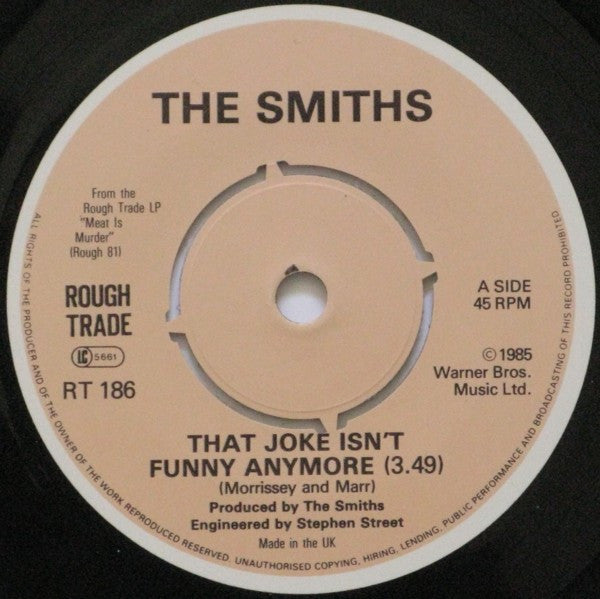 THE SMITHS
From the
Rough Trade LP
"Meat Is
Murder"
(Rough 81)
ROUGH
TRADE
LC 5661
RT 186
A SIDE
45 RPM
© 1985
Warner Bros.
Music Ltd.
THAT JOKE ISN'T
FUNNY ANYMORE (3.49)
(Morrissey and Marr)
Produced by The Smiths
Engineered by Stephen Street
Made in the UK
ALL RIGHTS OF THE PRODUCER AND OF THE OWNER OF THE WORK REPRODUCED RESERVED. UNAUTHORISED COPYING, HIRING, LENDING, PUBLIC PERFORMANCE AND BROADCASTING OF THIS RECORD PROHIBITED